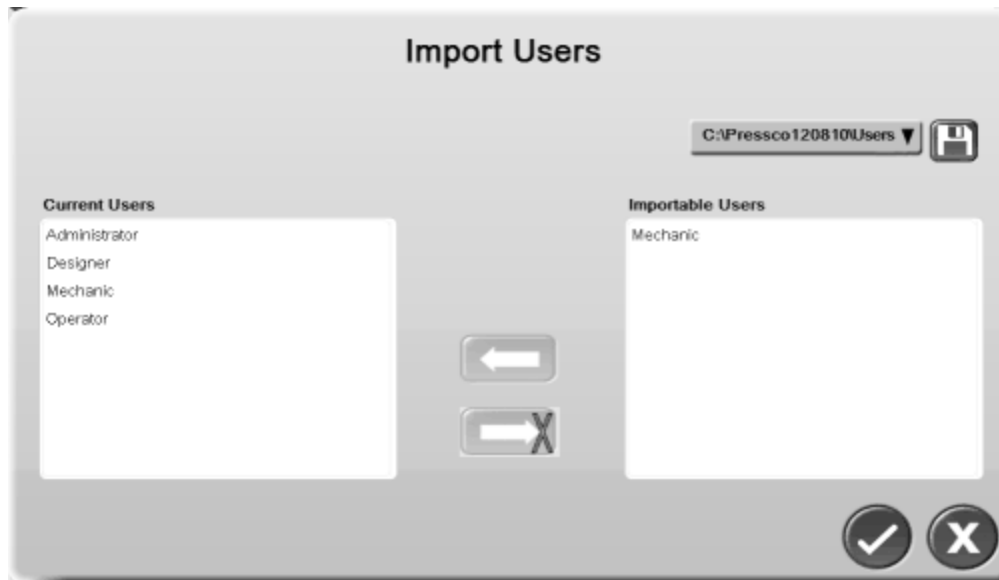 Import Users
C:\Pressco120810\Users
Current Users
Administrator
Designer
Mechanic
Operator
Importable Users
Mechanic